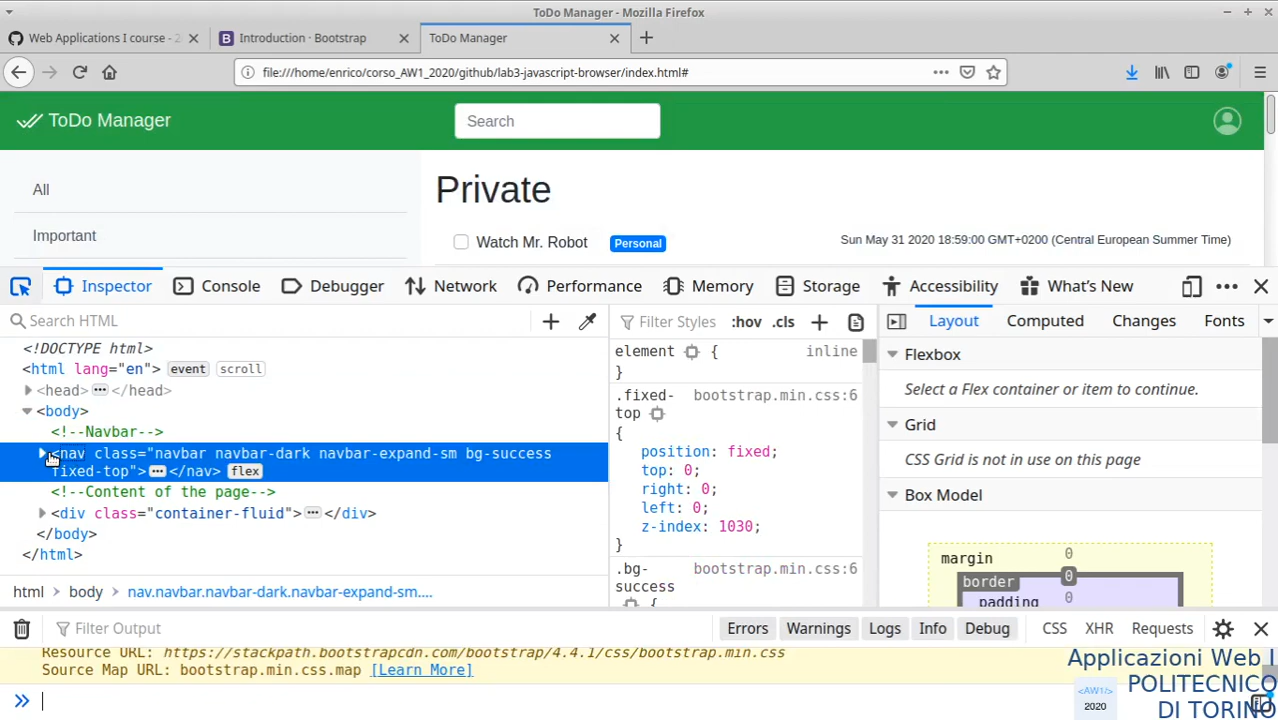 ToDo Manager - Mozilla Firefox
Web Applications I course - 2
Introduction · Bootstrap
ToDo Manager
file:///home/enrico/corso_AW1_2020/github/lab3-javascript-browser/index.html#
ToDo Manager
Search
All
Private
Important
Watch Mr. Robot Personal Sun May 31 2020 18:59:00 GMT+0200 (Central European Summer Time)
Inspector Console Debugger Network Performance Memory Storage Accessibility What's New
Search HTML
Filter Styles :hov .cls
Layout Computed Changes Fonts
<!DOCTYPE html>
<html lang="en"> event scroll
<head> ••• </head>
<body>
<!--Navbar-->
<nav class="navbar navbar-dark navbar-expand-sm bg-success
fixed-top"> ••• </nav> flex
<!--Content of the page-->
<div class="container-fluid"> ••• </div>
</body>
</html>
html > body > nav.navbar.navbar-dark.navbar-expand-sm....
element { inline
}
.fixed- bootstrap.min.css:6
top
{
position: fixed;
top: 0;
right: 0;
left: 0;
z-index: 1030;
}
.bg- bootstrap.min.css:6
success
{
Flexbox
Select a Flex container or item to continue.
Grid
CSS Grid is not in use on this page
Box Model
margin 0
border 0
padding 0
Filter Output
Errors Warnings Logs Info Debug CSS XHR Requests
Resource URL: https://stackpath.bootstrapcdn.com/bootstrap/4.4.1/css/bootstrap.min.css
Source Map URL: bootstrap.min.css.map [Learn More]
>>
Applicazioni Web I
POLITECNICO
DI TORINO
<AW1/>
2020